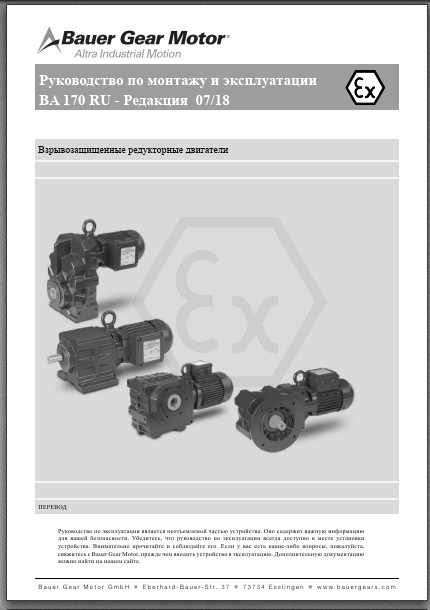 Bauer Gear Motor®
Altra Industrial Motion
Руководство по монтажу и эксплуатации
BA 170 RU - Редакция 07/18
Ex
Взрывозащищенные редукторные двигатели
Ex
ПЕРЕВОД
Руководство по эксплуатации является неотъемлемой частью устройства. Оно содержит важную информацию
для вашей безопасности. Убедитесь, что руководство по эксплуатации всегда доступно в месте установки
устройства. Внимательно прочитайте и соблюдайте его. Если у вас есть какие-либо вопросы, пожалуйста,
свяжитесь с Bauer Gear Motor, прежде чем вводить устройство в эксплуатацию. Дополнительную документацию
можно найти на нашем сайте.
Bauer Gear Motor GmbH ■ Eberhard-Bauer-Str. 37 ■ 73734 Esslingen ■ www.bauergears.com